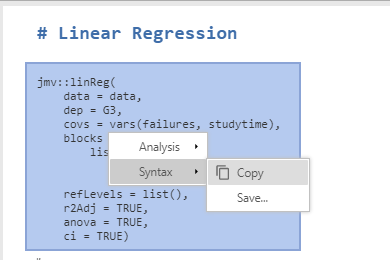 # Linear Regression
jmv::linReg(
data = data,
dep = G3,
covs = vars(failures, studytime),
blocks
Analysis
Syntax
Copy
Save...
refLevels = list(),
r2Adj = TRUE,
anova = TRUE,
ci = TRUE)